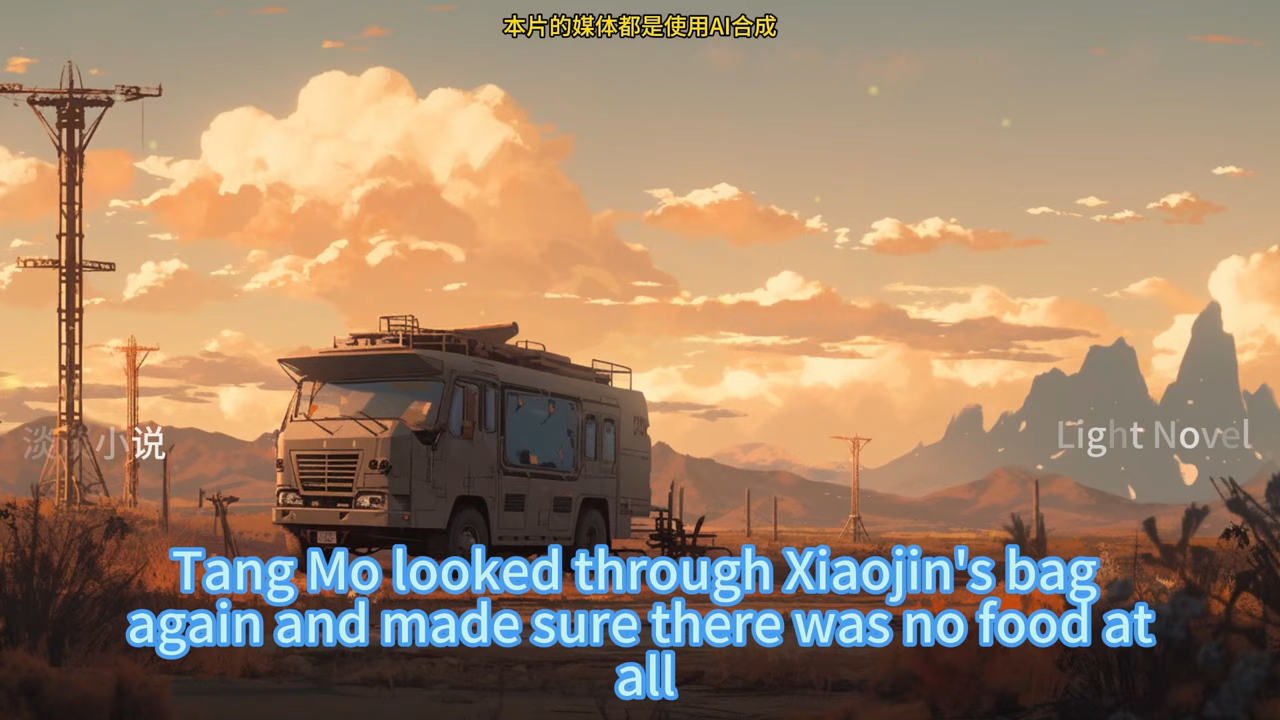 本片的媒体都是使用AI合成
小说
Light Novel
Tang Mo looked through Xiaojin's bag
again and made sure there was no food at
all